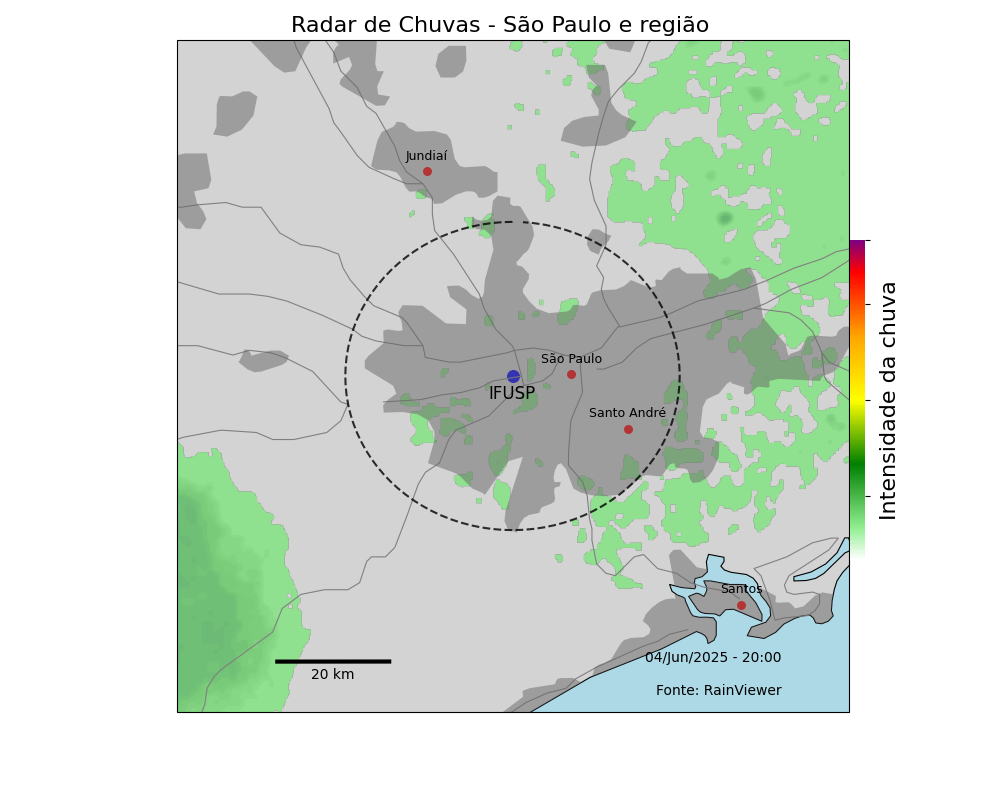 Radar de Chuvas - São Paulo e região
Jundiaí
São Paulo
IFUSP
Santo André
Intensidade da chuva
Santos
04/Jun/2025 - 20:00
20 km
Fonte: RainViewer